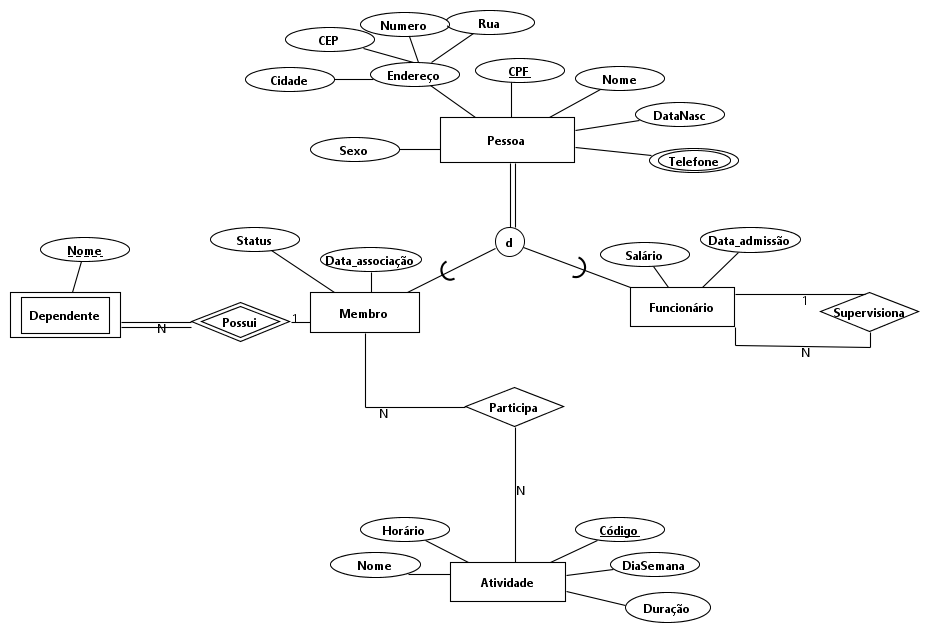 Rua
Numero
CEP
Endereço
Cidade
CPF
Nome
DataNasc
Pessoa
Sexo
Telefone
Nome
Status
Data_associação
d
Salário
Data_admissão
Dependente
N
Possui
1
Membro
Funcionário
1
Supervisiona
N
N
Participa
N
Horário
Código
Nome
DiaSemana
Atividade
Duração